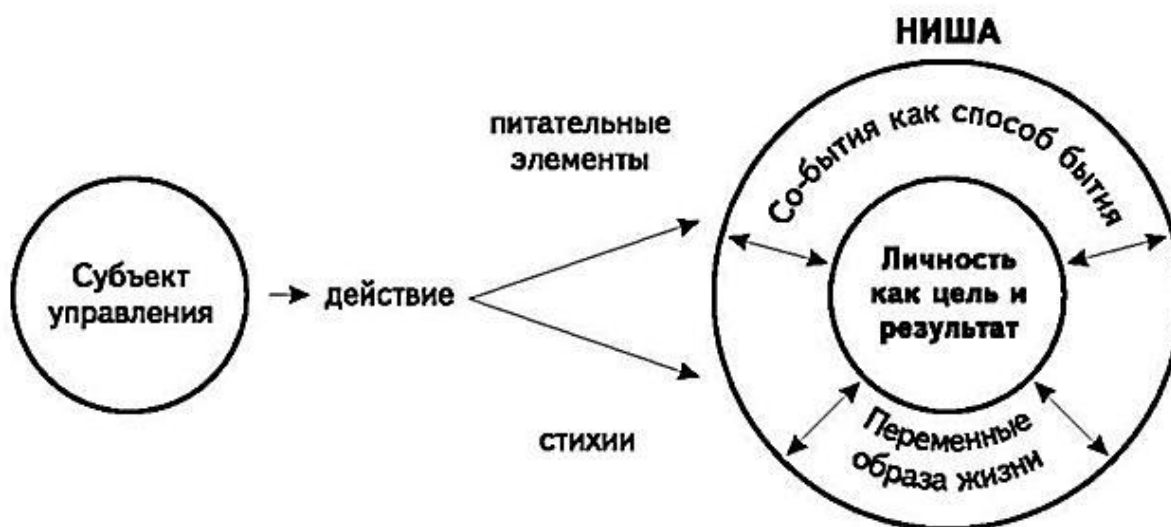 НИША
питательные
элементы
Со-бытия как способ бытия
Субъект
управления
действие
Личность
как цель и
результат
стихии
Переменные
образа жизни